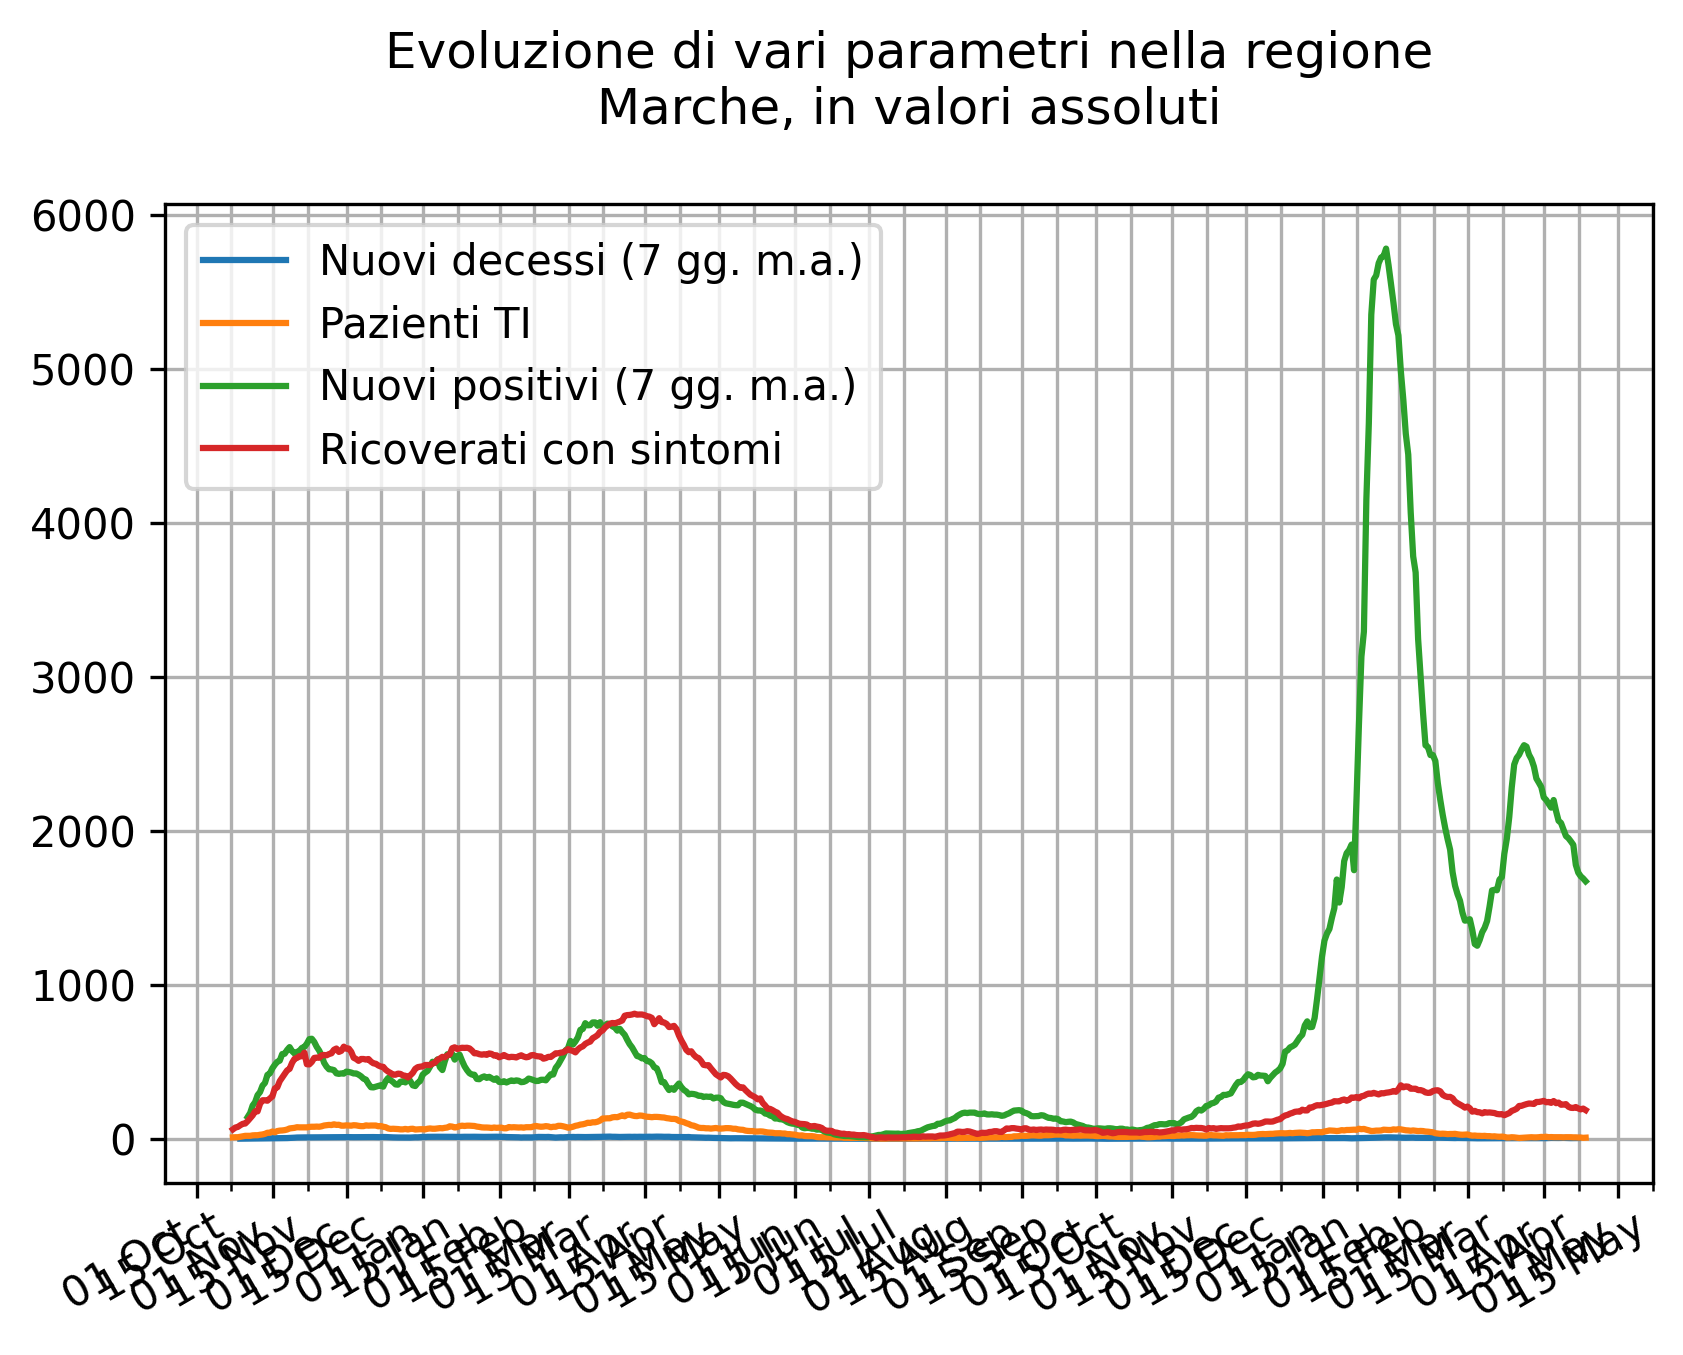 Evoluzione di vari parametri nella regione
Marche, in valori assoluti
6000
5000
4000
3000
2000
1000
0
Nuovi decessi (7 gg. m.a.)
Pazienti TI
Nuovi positivi (7 gg. m.a.)
Ricoverati con sintomi
01 Oct
15 Oct
01 Nov
15 Nov
01 Dec
15 Dec
01 Jan
15 Jan
01 Feb
15 Feb
01 Mar
15 Mar
01 Apr
15 Apr
01 May
15 May
01 Jun
15 Jun
01 Jul
15 Jul
01 Aug
15 Aug
01 Sep
15 Sep
01 Oct
15 Oct
01 Nov
15 Nov
01 Dec
15 Dec
01 Jan
15 Jan
01 Feb
15 Feb
01 Mar
15 Mar
01 Apr
15 Apr
01 May
15 May